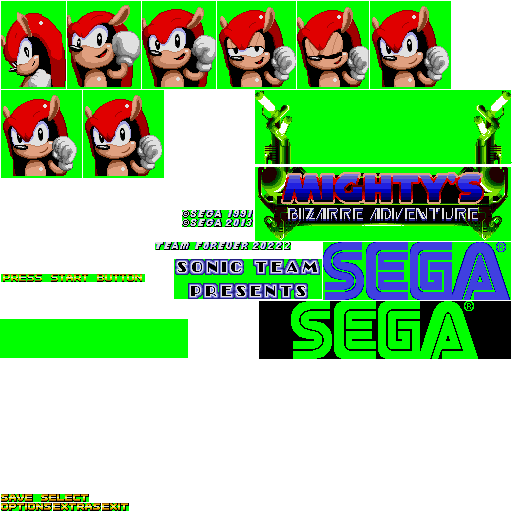 MIGHTY'S
BIZARRE ADVENTURE
©SEGA 1991
©SEGA 2013
TEAM FOREVER 20222
SONIC TEAM
PRESENTS
SEGA®
PRESS START BUTTON
SEGA®
SAVE SELECT
OPTIONS EXTRAS EXIT